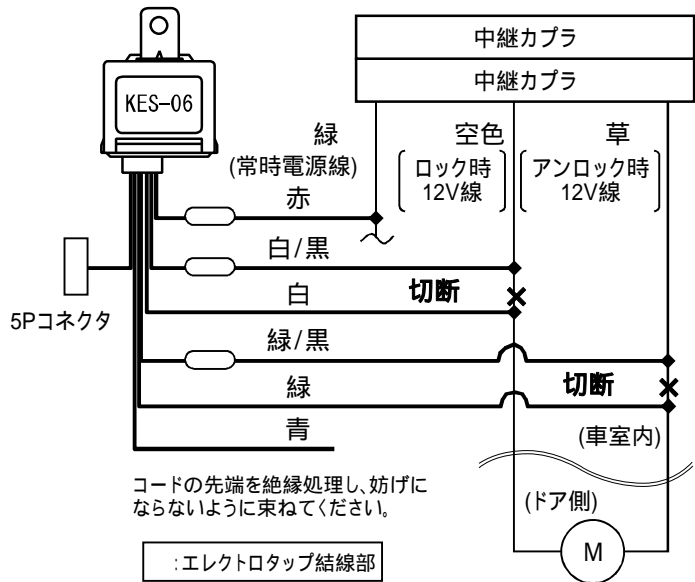 中継カプラ
中継カプラ
KES-06
緑
(常時電源線)
空色
ロック時
12V線
草
アンロック時
12V線
赤
白/黒
白
切断
5Pコネクタ
緑/黒
緑
切断
青
(車室内)
コードの先端を絶縁処理し、妨げに
ならないように束ねてください。
(ドア側)
M
:エレクトロタップ結線部